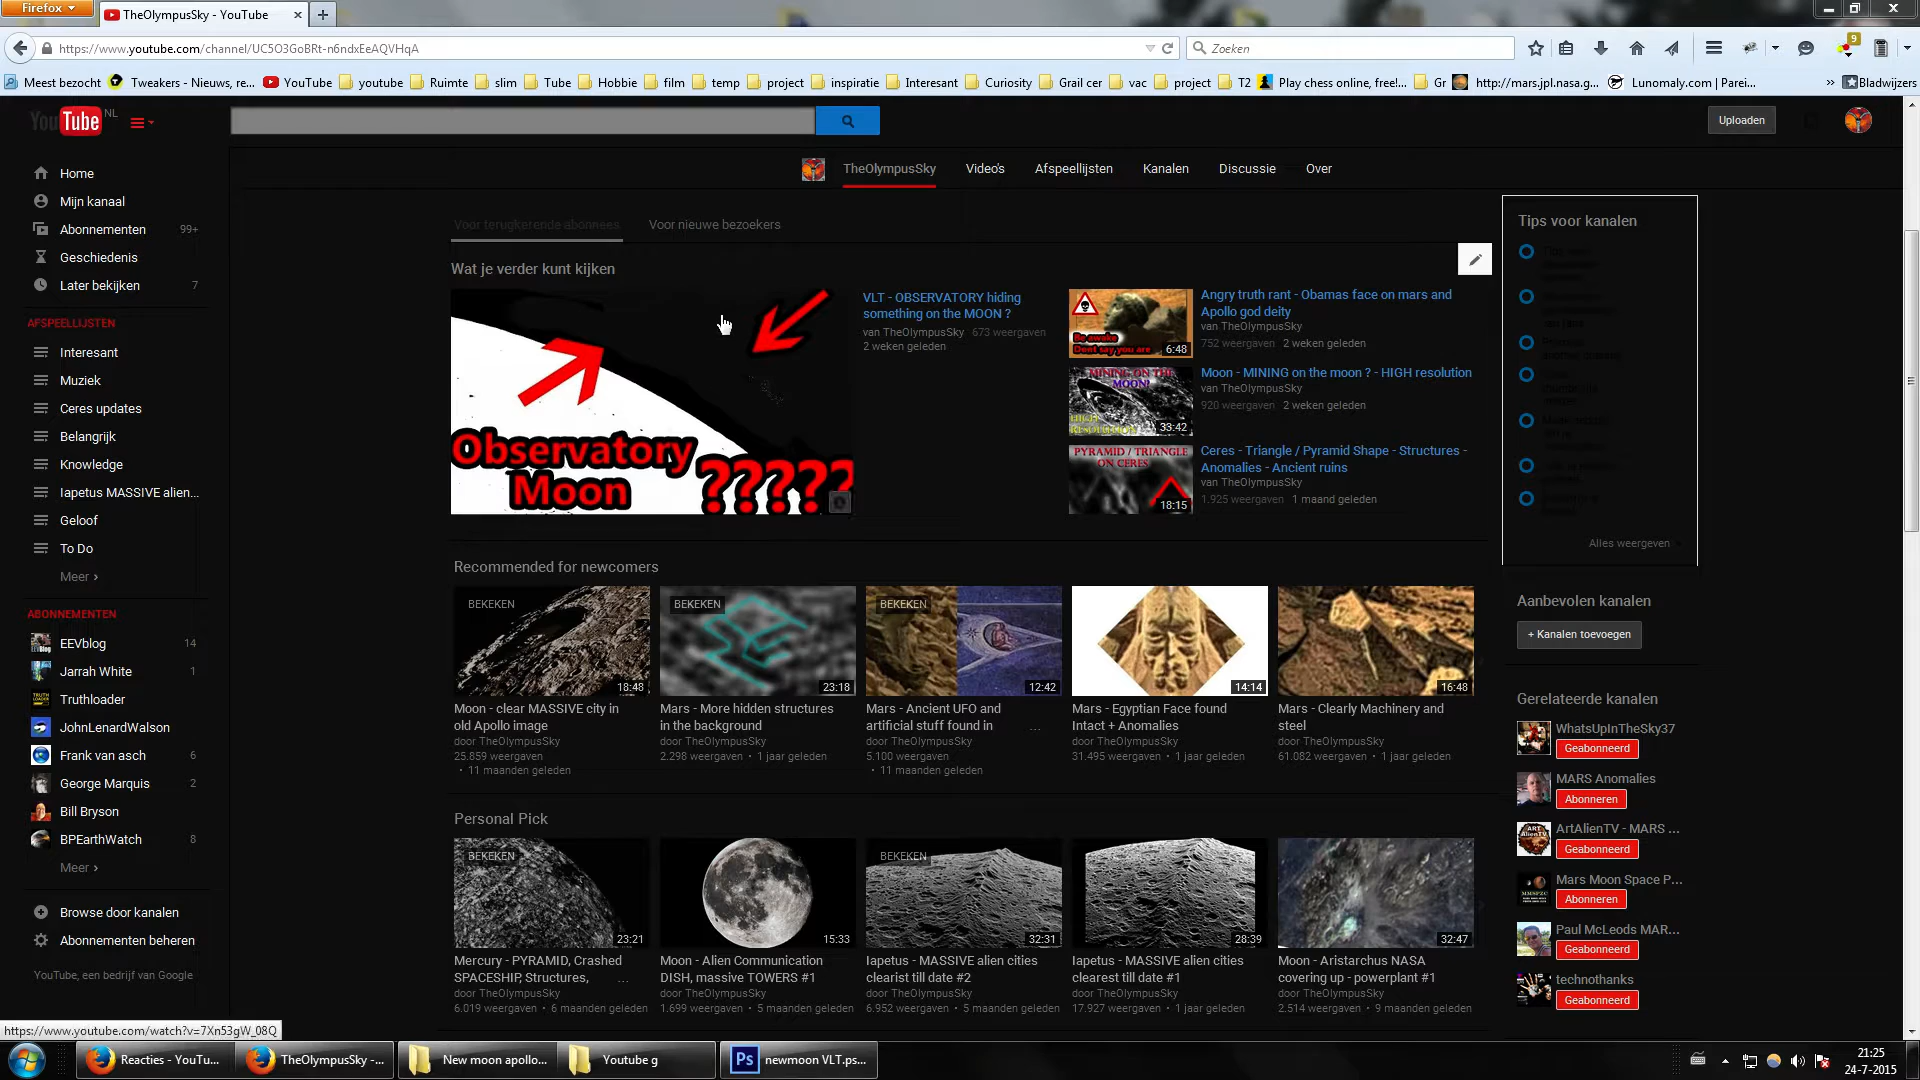 Firefox
TheOlympusSky - YouTube
https://www.youtube.com/channel/UC5O3GoBRt-n6ndxEeAQVHqA
Zoeken
9
Meest bezocht
Tweakers - Nieuws, re...
YouTube
youtube
Ruimte
slim
Tube
Hobbie
film
temp
project
inspiratie
Interesant
Curiosity
Grail cer
vac
project
T2
Play chess online, free!...
Gr
http://mars.jpl.nasa.g...
Lunomaly.com | Parei...
Bladwijzers
YouTube NL
Uploaden
Home
Mijn kanaal
Abonnementen 99+
Geschiedenis
Later bekijken 7
AFSPEELLIJSTEN
Interesant
Muziek
Ceres updates
Belangrijk
Knowledge
Iapetus MASSIVE alien...
Geloof
To Do
Meer ›
ABONNEMENTEN
EEVblog 14
Jarrah White 1
Truthloader
JohnLenardWalson
Frank van asch 6
George Marquis 2
Bill Bryson
BPEarthWatch 8
Meer ›
Browse door kanalen
Abonnementen beheren
YouTube, een bedrijf van Google
TheOlympusSky
Video's
Afspeellijsten
Kanalen
Discussie
Over
Voor terugkerende abonnees
Voor nieuwe bezoekers
Wat je verder kunt kijken
Observatory
Moon
?????
VLT - OBSERVATORY hiding
something on the MOON ?
van TheOlympusSky 673 weergaven
2 weken geleden
Be awake
Dont say you are
6:48
Angry truth rant - Obamas face on mars and
Apollo god deity
van TheOlympusSky
752 weergaven 2 weken geleden
MINING ON THE
MOON?
HIGH
RESOLUTION
33:42
Moon - MINING on the moon ? - HIGH resolution
van TheOlympusSky
920 weergaven 2 weken geleden
PYRAMID / TRIANGLE
ON CERES
18:15
Ceres - Triangle / Pyramid Shape - Structures -
Anomalies - Ancient ruins
van TheOlympusSky
1.925 weergaven 1 maand geleden
Recommended for newcomers
BEKEKEN
18:48
Moon - clear MASSIVE city in
old Apollo image
door TheOlympusSky
25.859 weergaven
• 11 maanden geleden
BEKEKEN
23:18
Mars - More hidden structures
in the background
door TheOlympusSky
2.298 weergaven • 1 jaar geleden
BEKEKEN
12:42
Mars - Ancient UFO and
artificial stuff found in ...
door TheOlympusSky
5.100 weergaven
• 11 maanden geleden
14:14
Mars - Egyptian Face found
Intact + Anomalies
door TheOlympusSky
31.495 weergaven • 1 jaar geleden
16:48
Mars - Clearly Machinery and
steel
door TheOlympusSky
61.082 weergaven • 1 jaar geleden
Personal Pick
BEKEKEN
23:21
Mercury - PYRAMID, Crashed
SPACESHIP, Structures, ...
door TheOlympusSky
6.019 weergaven • 6 maanden geleden
15:33
Moon - Alien Communication
DISH, massive TOWERS #1
door TheOlympusSky
1.699 weergaven • 5 maanden geleden
BEKEKEN
32:31
Iapetus - MASSIVE alien cities
clearist till date #2
door TheOlympusSky
6.952 weergaven • 5 maanden geleden
28:39
Iapetus - MASSIVE alien cities
clearest till date #1
door TheOlympusSky
17.927 weergaven • 1 jaar geleden
32:47
Moon - Aristarchus NASA
covering up - powerplant #1
door TheOlympusSky
2.514 weergaven • 9 maanden geleden
Tips voor kanalen
Alles weergeven
Aanbevolen kanalen
+ Kanalen toevoegen
Gerelateerde kanalen
WhatsUpInTheSky37
Geabonneerd
MARS Anomalies
Abonneren
ArtAlienTV - MARS ...
Geabonneerd
Mars Moon Space P...
Abonneren
Paul McLeods MAR...
Geabonneerd
technothanks
Geabonneerd
https://www.youtube.com/watch?v=7Xn53gW_08Q
Reacties - YouTu...
TheOlympusSky -...
New moon apollo...
Youtube g
Ps
newmoon VLT.ps...
21:25
24-7-2015